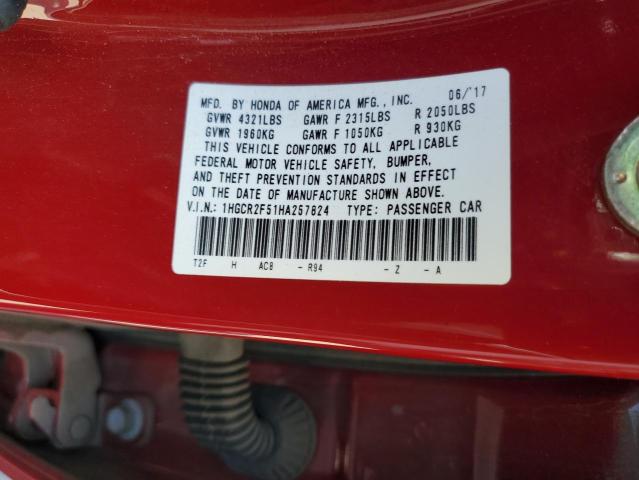 MFD. BY HONDA OF AMERICA MFG., INC. 06/'17
GVWR 4321LBS GAWR F 2315LBS R 2050LBS
GVWR 1960KG GAWR F 1050KG R 930KG
THIS VEHICLE CONFORMS TO ALL APPLICABLE
FEDERAL MOTOR VEHICLE SAFETY, BUMPER,
AND THEFT PREVENTION STANDARDS IN EFFECT
ON THE DATE OF MANUFACTURE SHOWN ABOVE.
V.I.N.: 1HGCR2F51HA257824 TYPE: PASSENGER CAR
T2F H AC8 - R94 - Z - A